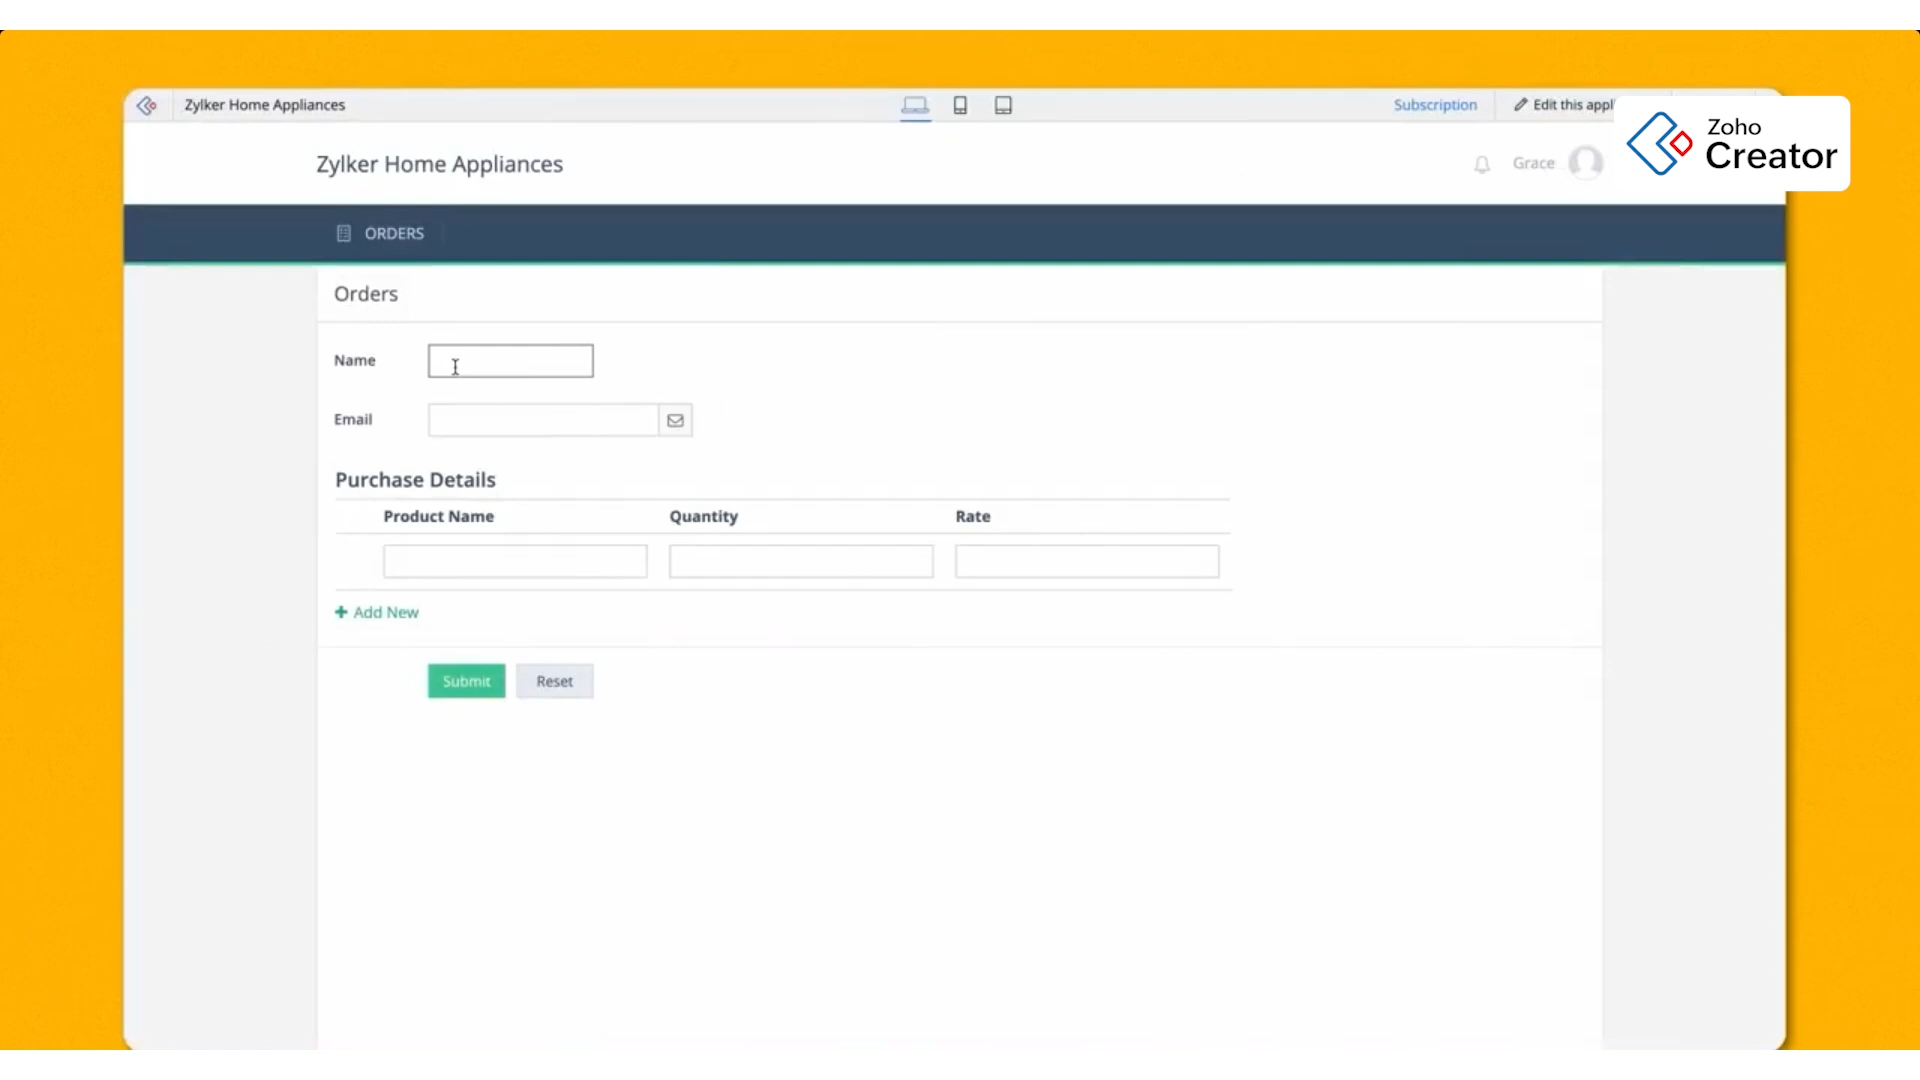 Zylker Home Appliances
Subscription
Edit this appl
Zoho
Creator
Zylker Home Appliances
Grace
ORDERS
Orders
Name
Email
Purchase Details
Product Name Quantity Rate
+ Add New
Submit Reset